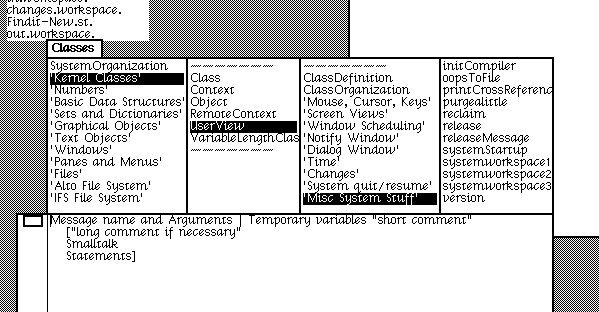 changes.workspace.
Findit-New.st.
out.workspace.
Classes
SystemOrganization
'Kernel Classes'
'Numbers'
'Basic Data Structures'
'Sets and Dictionaries'
'Graphical Objects'
'Text Objects'
'Windows'
'Panes and Menus'
'Files'
'Alto File System'
'IFS File System'
Class
Context
Object
RemoteContext
UserView
VariableLengthClas
ClassDefinition
ClassOrganization
'Mouse, Cursor, Keys'
'Screen Views'
'Window Scheduling'
'Notify Window'
'Dialog Window'
'Time'
'Changes'
'System quit/resume'
'Misc System Stuff'
initCompiler
oopsToFile
printCrossReferenc
purgealittle
reclaim
release
releaseMessage
systemStartup
systemworkspace1
systemworkspace2
systemworkspace3
version
Message name and Arguments | Temporary variables "short comment"
["long comment if necessary"
Smalltalk
Statements]